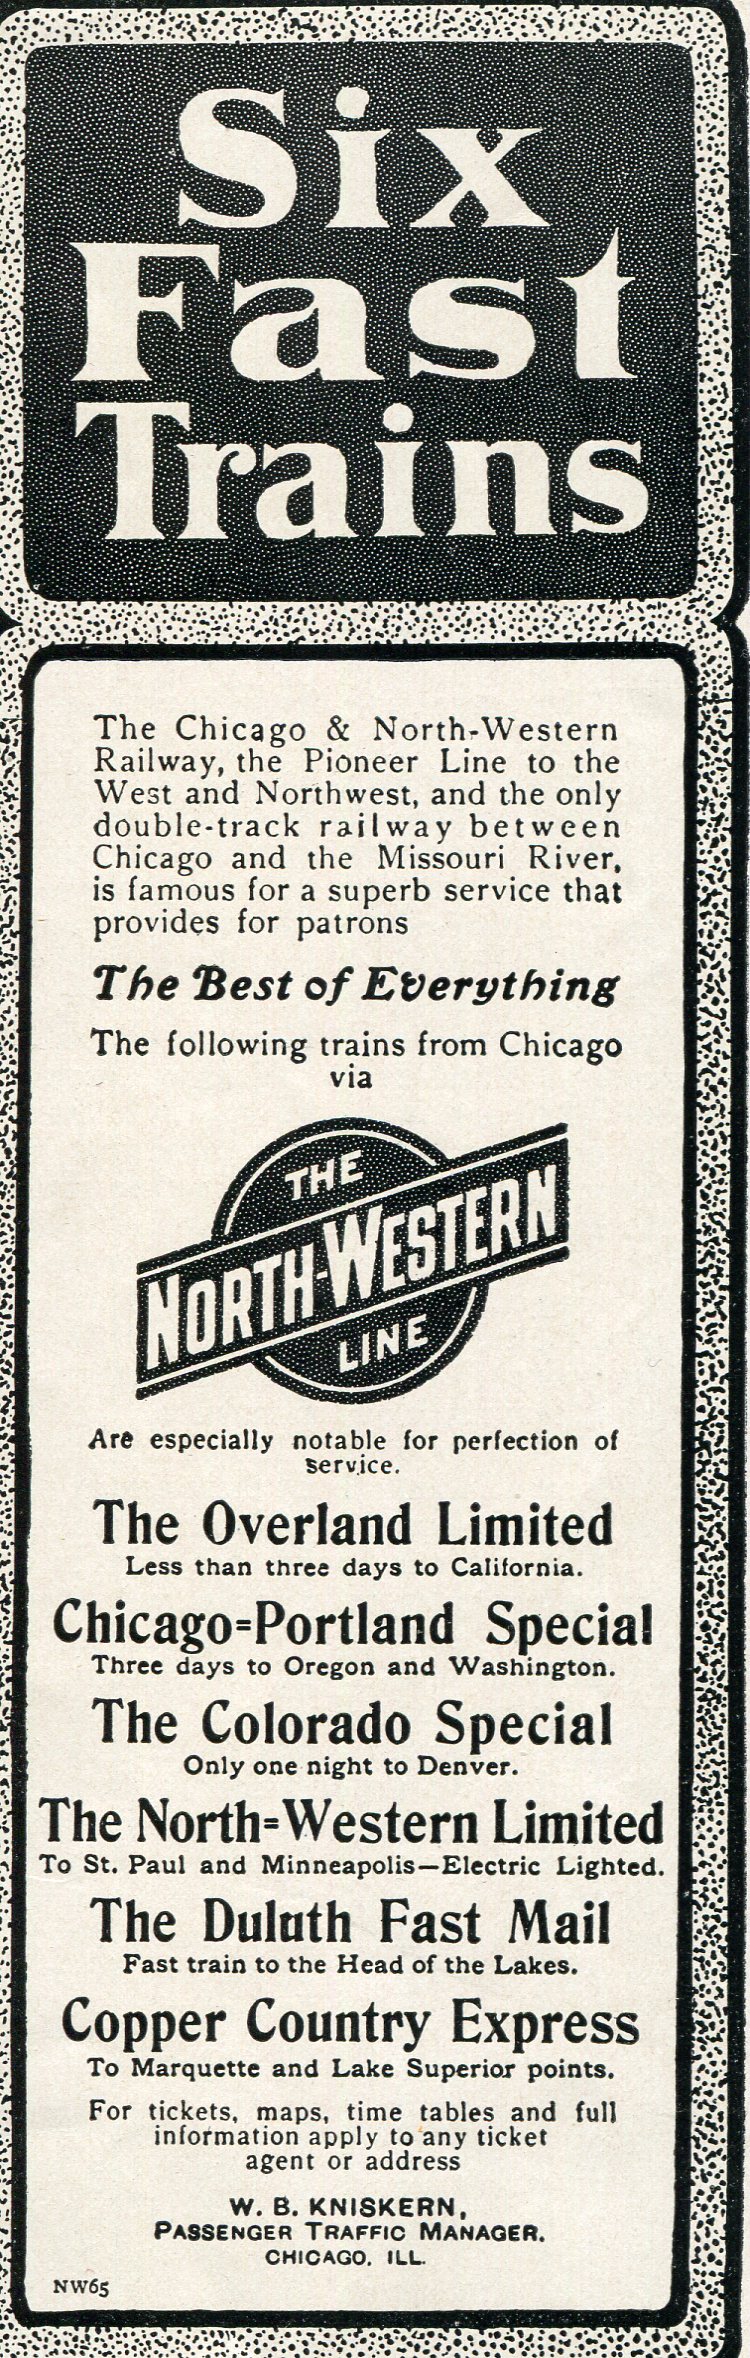 Six
Fast
Trains
The Chicago & North-Western
Railway, the Pioneer Line to the
West and Northwest, and the only
double-track railway between
Chicago and the Missouri River,
is famous for a superb service that
provides for patrons
The Best of Everything
The following trains from Chicago
via
THE
NORTH-WESTERN
LINE
Are especially notable for perfection of
service.
The Overland Limited
Less than three days to California.
Chicago=Portland Special
Three days to Oregon and Washington.
The Colorado Special
Only one night to Denver.
The North=Western Limited
To St. Paul and Minneapolis—Electric Lighted.
The Duluth Fast Mail
Fast train to the Head of the Lakes.
Copper Country Express
To Marquette and Lake Superior points.
For tickets, maps, time tables and full
information apply to any ticket
agent or address
W. B. KNISKERN,
PASSENGER TRAFFIC MANAGER.
CHICAGO. ILL.
NW65